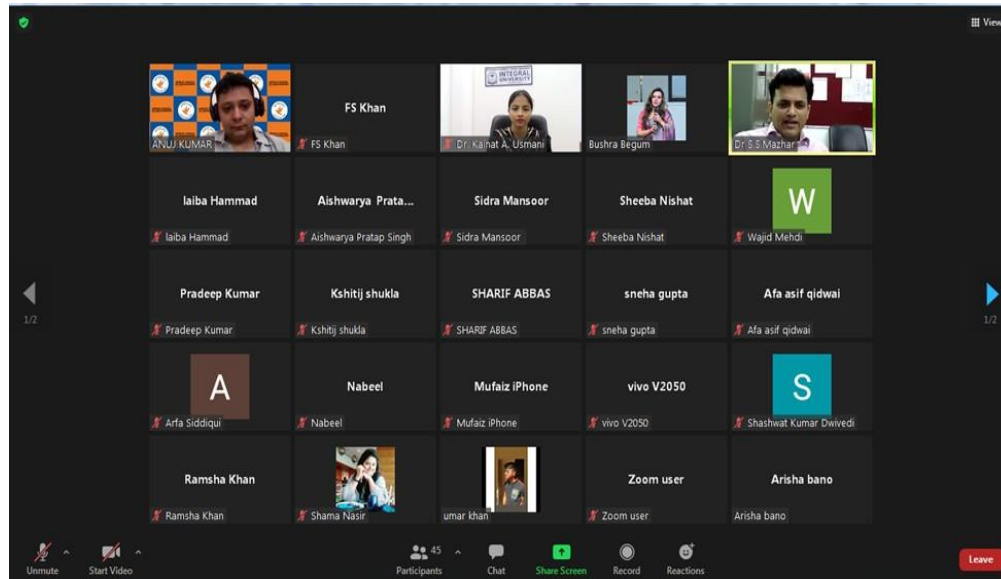 View
INTEGRAL
UNIVERSITY
ANUJ KUMAR
FS Khan
FS Khan
Dr. Kainat A. Usmani
Bushra Begum
Dr S.S Mazhar
laiba Hammad
laiba Hammad
Aishwarya Prata...
Aishwarya Pratap Singh
Sidra Mansoor
Sidra Mansoor
Sheeba Nishat
Sheeba Nishat
W
Wajid Mehdi
1/2
Pradeep Kumar
Pradeep Kumar
Kshitij shukla
Kshitij shukla
SHARIF ABBAS
SHARIF ABBAS
sneha gupta
sneha gupta
Afa asif qidwai
Afa asif qidwai
1/2
A
Arfa Siddiqui
Nabeel
Nabeel
Mufaiz iPhone
Mufaiz iPhone
vivo V2050
vivo V2050
S
Shashwat Kumar Dwivedi
Ramsha Khan
Ramsha Khan
Shama Nasir
umar khan
Zoom user
Zoom user
Arisha bano
Arisha bano
Unmute
Start Video
Participants
45
Chat
Share Screen
Record
Reactions
Leave